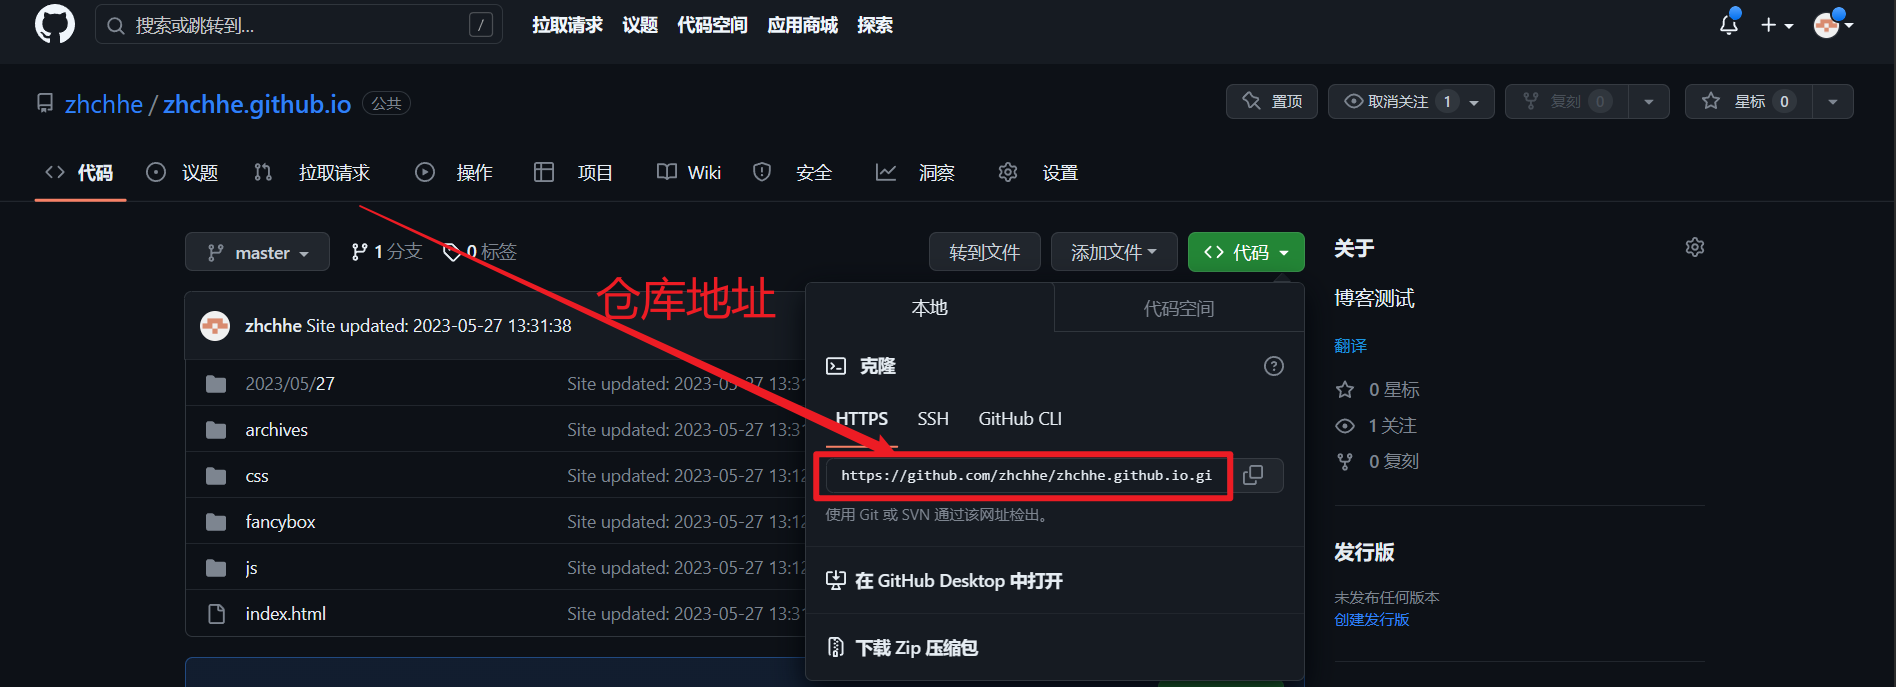 搜索或跳转到... /
拉取请求 议题 代码空间 应用商城 探索
zhchhe / zhchhe.github.io 公共
置顶 取消关注 1 复刻 0 星标 0
代码 议题 拉取请求 操作 项目 Wiki 安全 洞察 设置
master 1 分支 0 标签
转到文件 添加文件 代码
仓库地址
zhchhe Site updated: 2023-05-27 13:31:38
2023/05/27 Site updated: 2023-05-27 13:31
archives Site updated: 2023-05-27 13:31
css Site updated: 2023-05-27 13:12
fancybox Site updated: 2023-05-27 13:12
js Site updated: 2023-05-27 13:12
index.html Site updated: 2023-05-27 13:31
本地 代码空间
克隆
HTTPS SSH GitHub CLI
https://github.com/zhchhe/zhchhe.github.io.gi
使用 Git 或 SVN 通过该网址检出。
在 GitHub Desktop 中打开
下载 Zip 压缩包
关于
博客测试
翻译
0 星标
1 关注
0 复刻
发行版
未发布任何版本
创建发行版